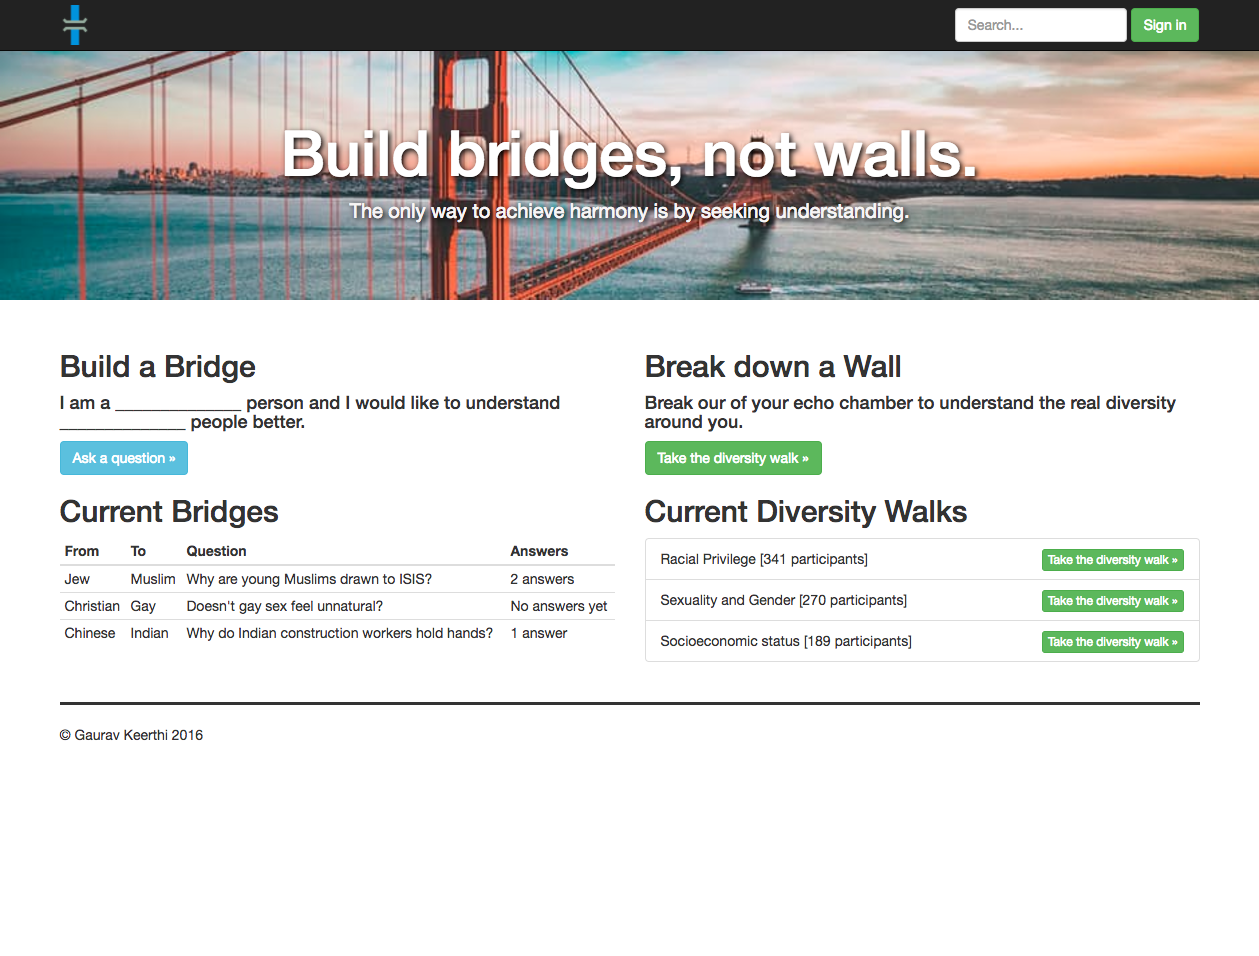 Search...
Sign in
Build bridges, not walls.
The only way to achieve harmony is by seeking understanding.
Build a Bridge
I am a ______________ person and I would like to understand
______________ people better.
Ask a question »
Current Bridges
From To Question Answers
Jew Muslim Why are young Muslims drawn to ISIS? 2 answers
Christian Gay Doesn't gay sex feel unnatural? No answers yet
Chinese Indian Why do Indian construction workers hold hands? 1 answer
Break down a Wall
Break our of your echo chamber to understand the real diversity
around you.
Take the diversity walk »
Current Diversity Walks
Racial Privilege [341 participants] Take the diversity walk »
Sexuality and Gender [270 participants] Take the diversity walk »
Socioeconomic status [189 participants] Take the diversity walk »
© Gaurav Keerthi 2016